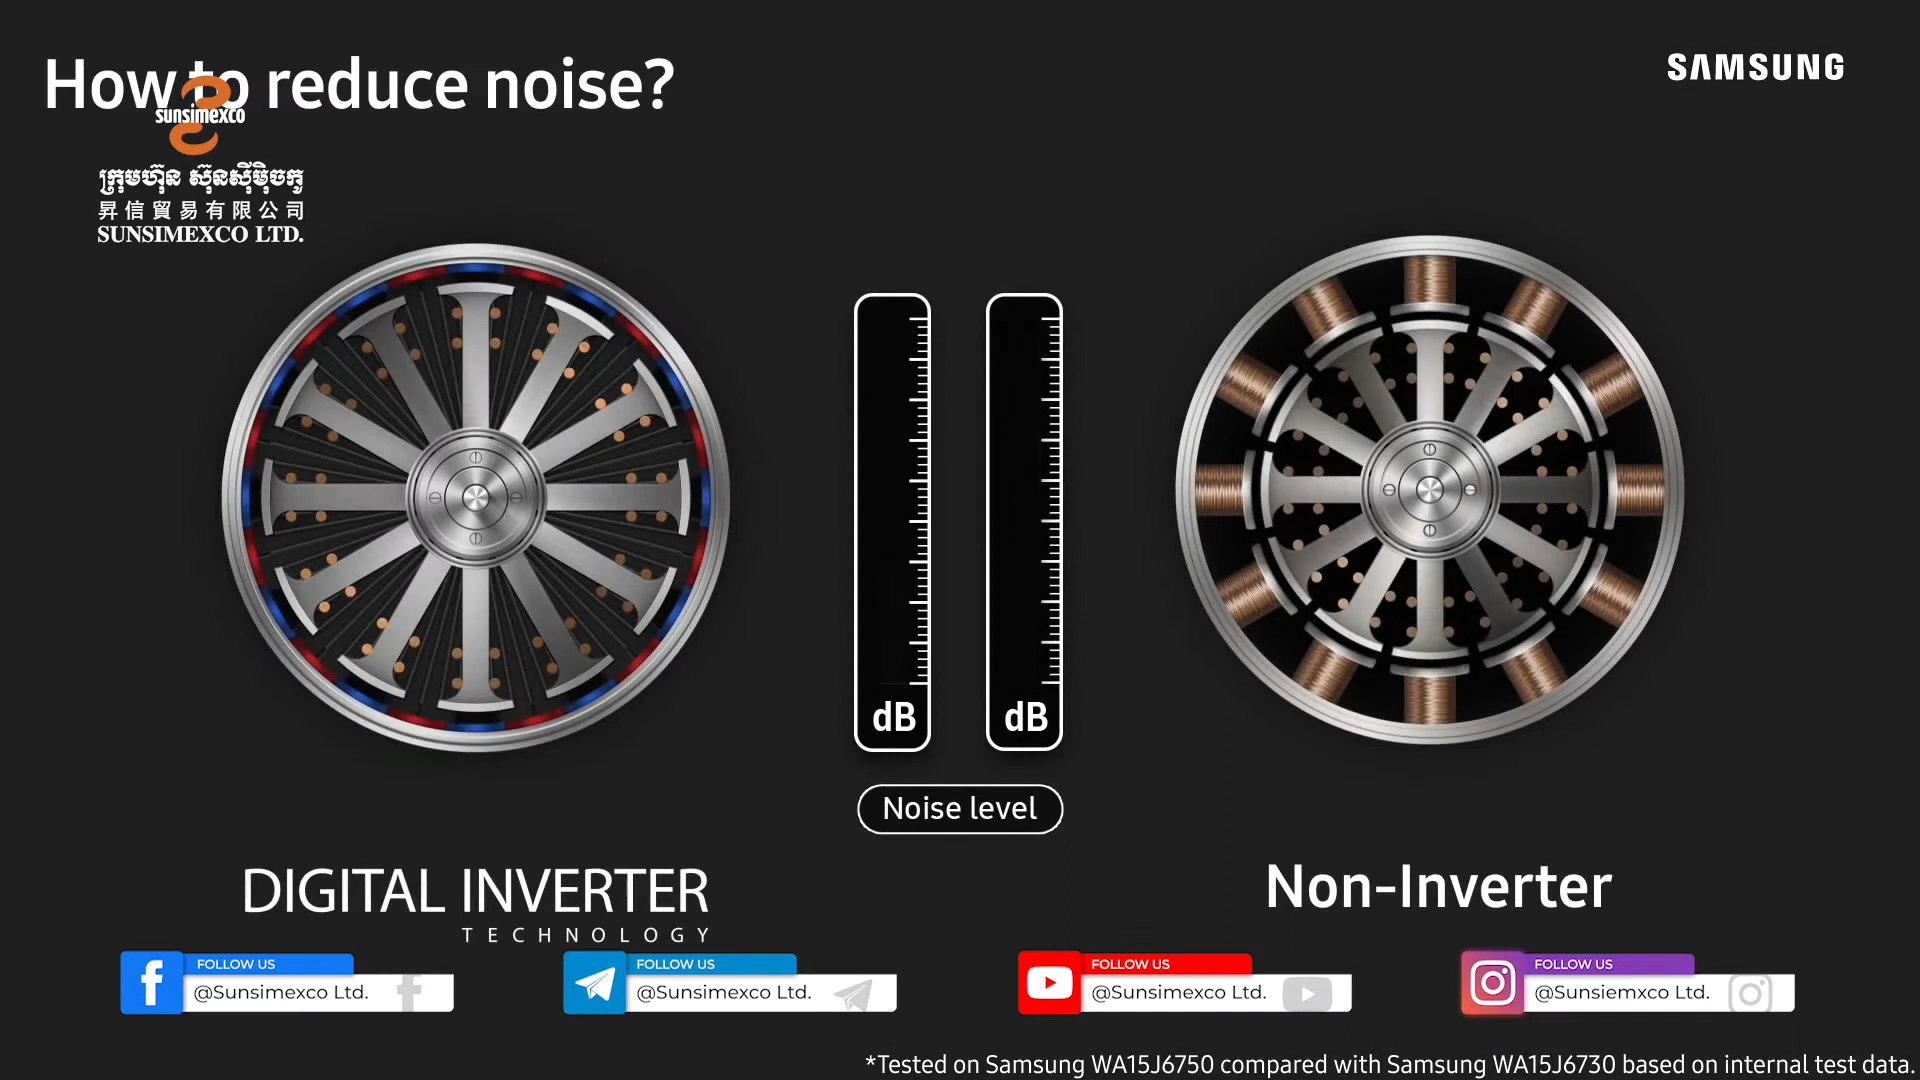 How to reduce noise?
SAMSUNG
sunsimexco
ក្រុមហ៊ុន ស៊ុនស៊ីមុិចកូ
昇信貿易有限公司
SUNSIMEXCO LTD.
dB
dB
Noise level
DIGITAL INVERTER
TECHNOLOGY
Non-Inverter
FOLLOW US
@Sunsimexco Ltd.
FOLLOW US
@Sunsimexco Ltd.
FOLLOW US
@Sunsimexco Ltd.
FOLLOW US
@Sunsiemxco Ltd.
*Tested on Samsung WA15J6750 compared with Samsung WA15J6730 based on internal test data.